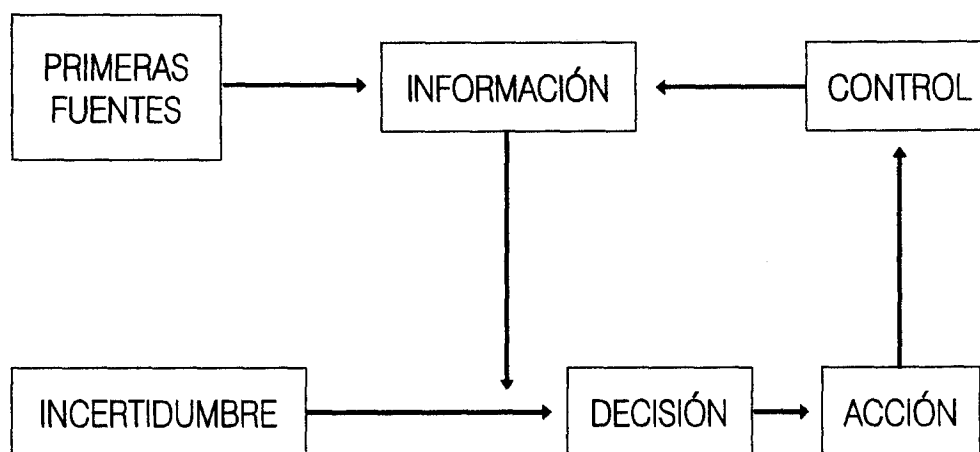 PRIMERAS
FUENTES
INFORMACIÓN
CONTROL
INCERTIDUMBRE
DECISIÓN
ACCIÓN